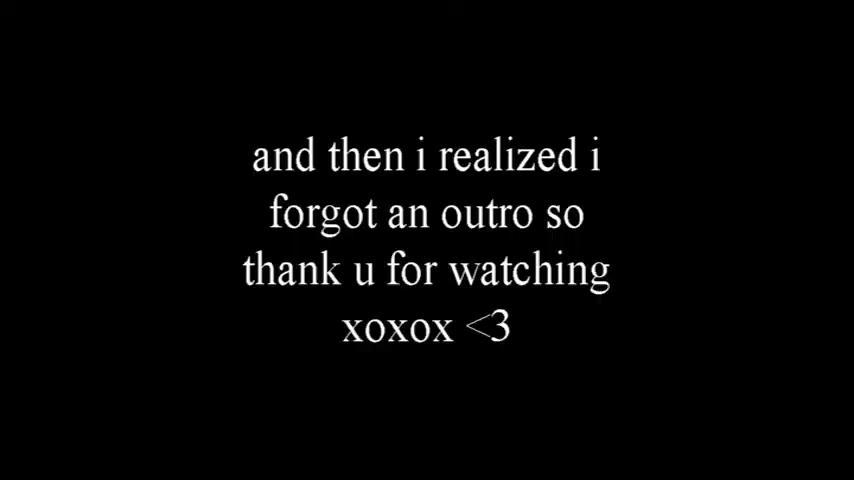 and then i realized i
forgot an outro so
thank u for watching
xoxox <3